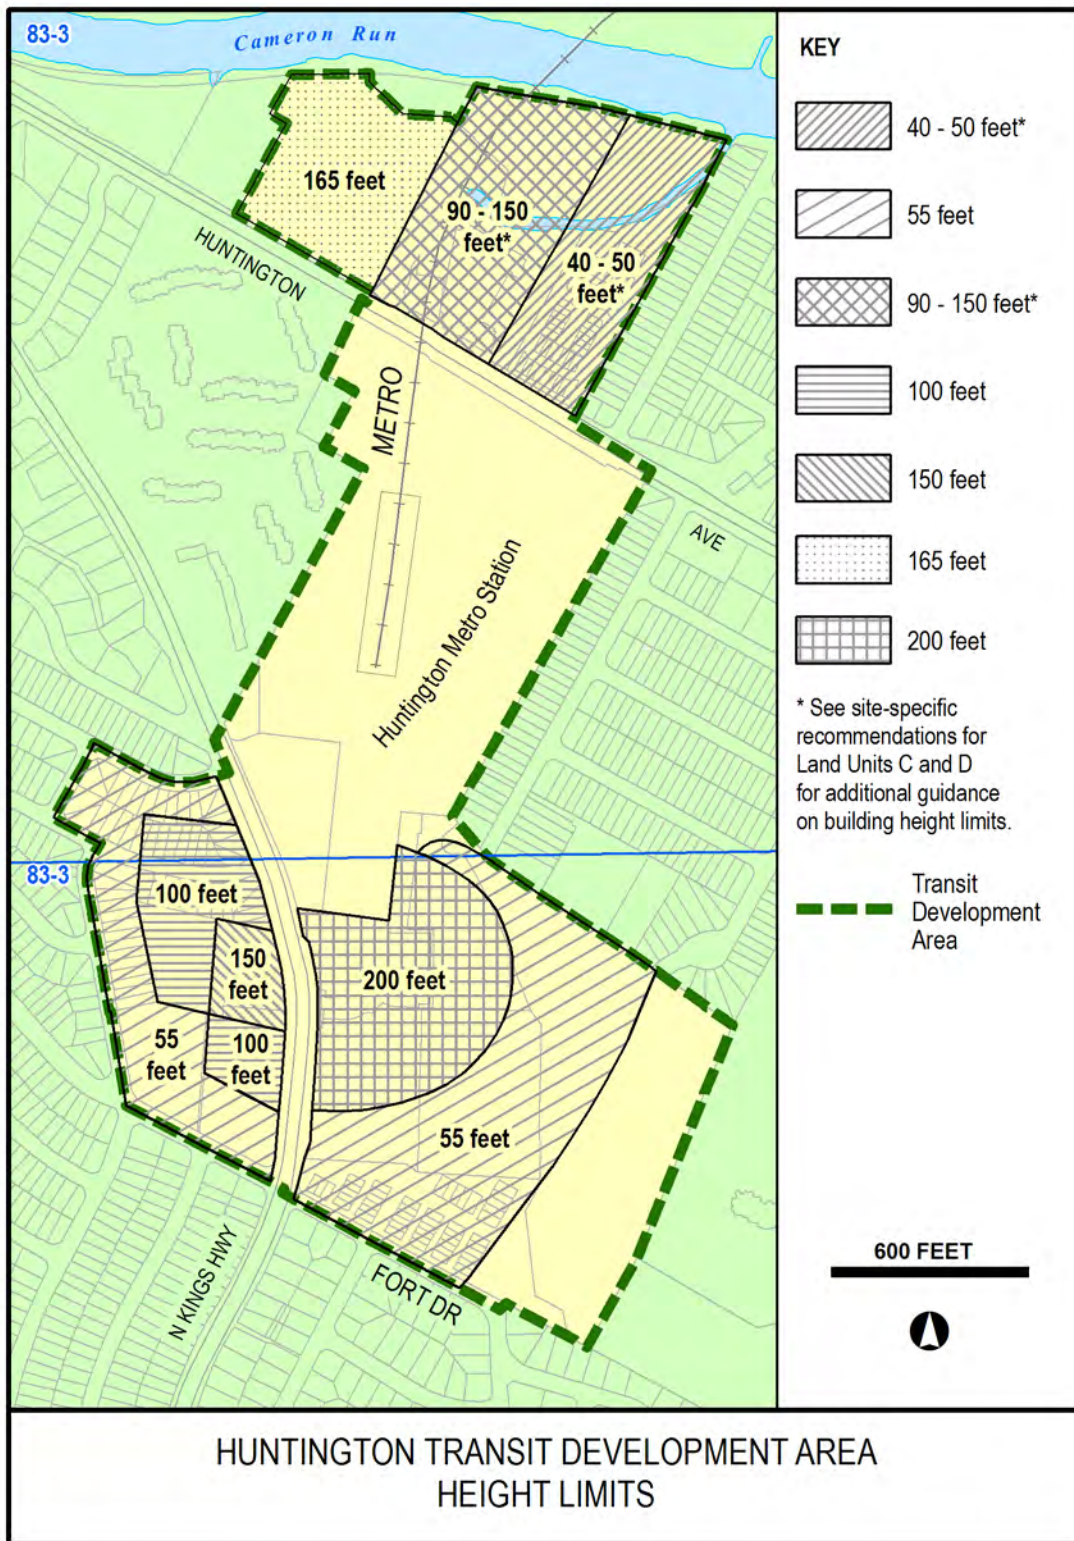 83-3
Cameron Run
165 feet
90 - 150
feet*
40 - 50
feet*
HUNTINGTON
METRO
AVE
Huntington Metro Station
83-3
100 feet
150
feet
200 feet
55
feet
100
feet
55 feet
N KINGS HWY
FORT DR
KEY
40 - 50 feet*
55 feet
90 - 150 feet*
100 feet
150 feet
165 feet
200 feet
* See site-specific
recommendations for
Land Units C and D
for additional guidance
on building height limits.
Transit
Development
Area
600 FEET
HUNTINGTON TRANSIT DEVELOPMENT AREA
HEIGHT LIMITS